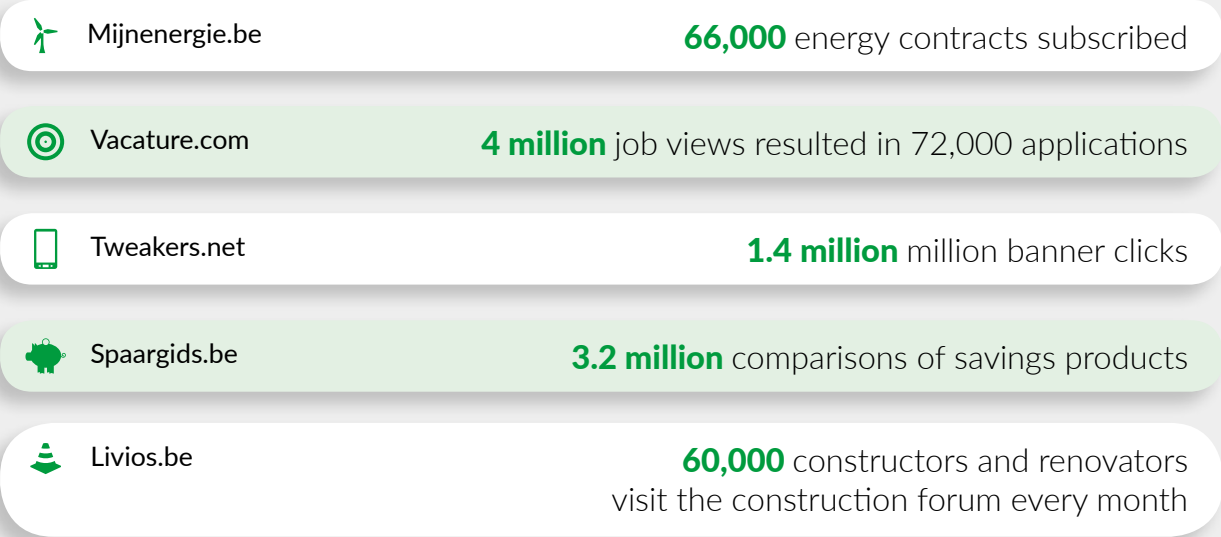 Mijnenergie.be
66,000 energy contracts subscribed
Vacature.com
4 million job views resulted in 72,000 applications
Tweakers.net
1.4 million million banner clicks
Spaargids.be
3.2 million comparisons of savings products
Livios.be
60,000 constructors and renovators
visit the construction forum every month